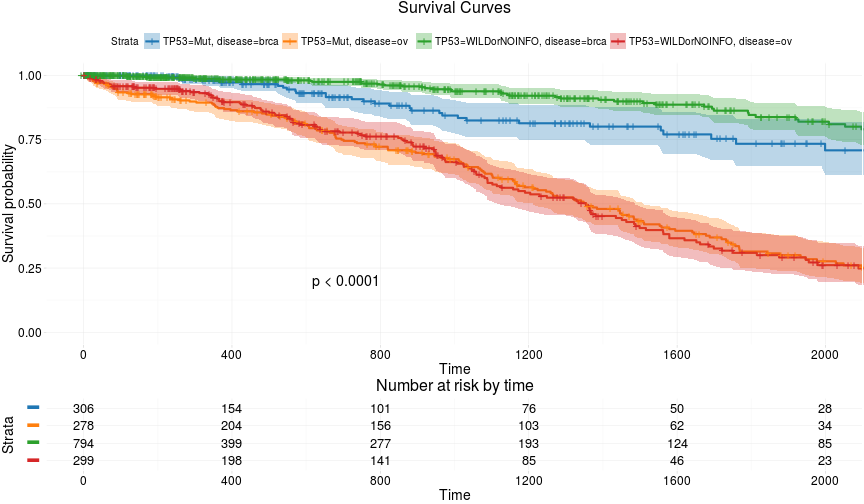 Survival Curves
Strata TP53=Mut, disease=brca TP53=Mut, disease=ov TP53=WILDorNOINFO, disease=brca TP53=WILDorNOINFO, disease=ov
Survival probability
1.00
0.75
0.50
0.25
0.00
p < 0.0001
0 400 800 1200 1600 2000
Time
Number at risk by time
Strata
306 154 101 76 50 28
278 204 156 103 62 34
794 399 277 193 124 85
299 198 141 85 46 23
0 400 800 1200 1600 2000
Time